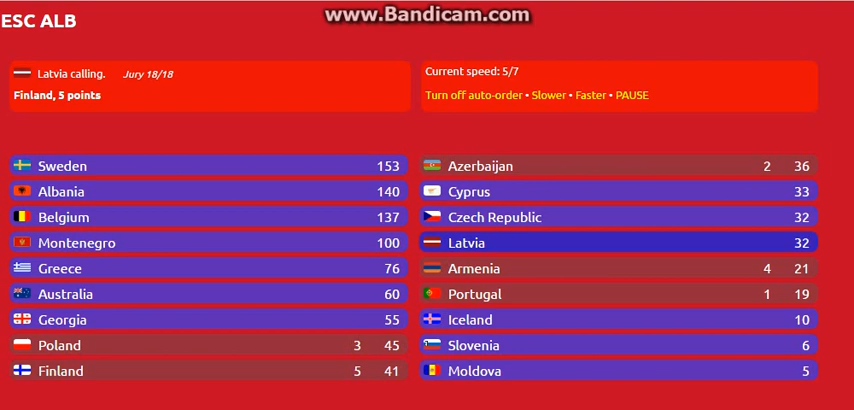 www.Bandicam.com
ESC ALB
Latvia calling. Jury 18/18
Finland, 5 points
Current speed: 5/7
Turn off auto-order • Slower • Faster • PAUSE
Sweden 153
Albania 140
Belgium 137
Montenegro 100
Greece 76
Australia 60
Georgia 55
Poland 3 45
Finland 5 41
Azerbaijan 2 36
Cyprus 33
Czech Republic 32
Latvia 32
Armenia 4 21
Portugal 1 19
Iceland 10
Slovenia 6
Moldova 5